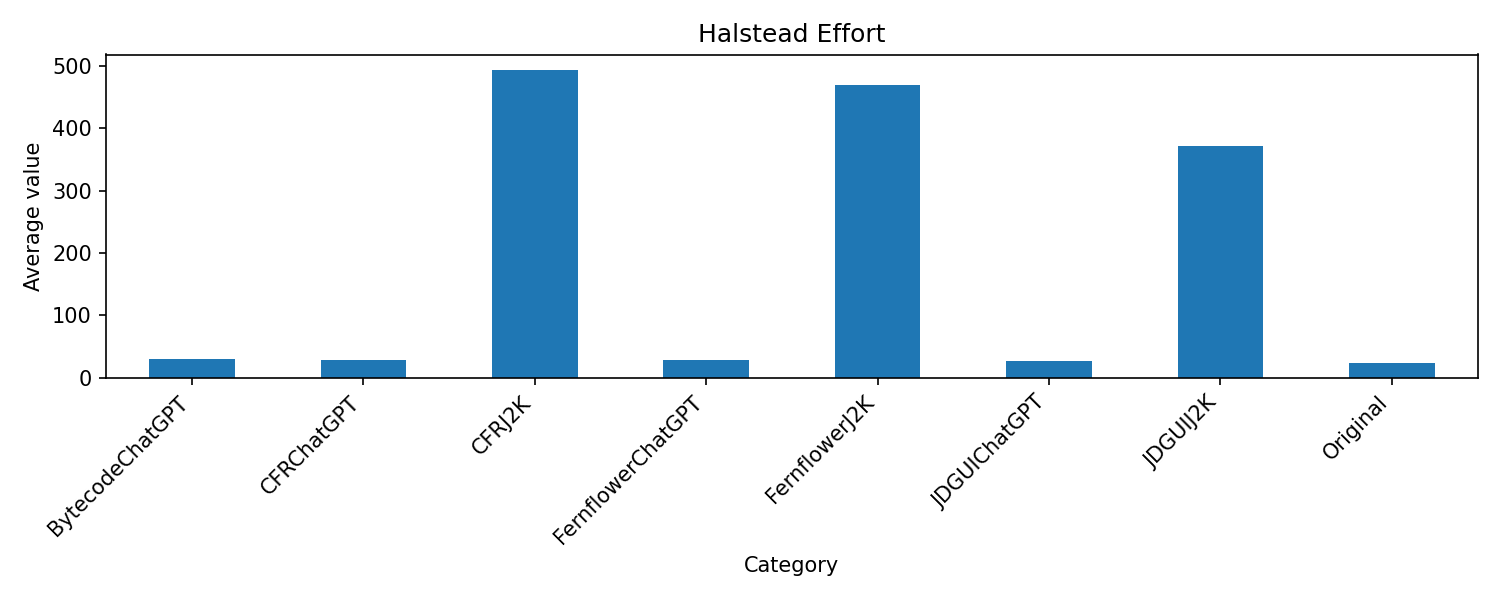 Halstead Effort
Average value
500
400
300
200
100
0
BytecodeChatGPT
CFRChatGPT
CFRJ2K
FernflowerChatGPT
FernflowerJ2K
JDGUIChatGPT
JDGUIJ2K
Original
Category